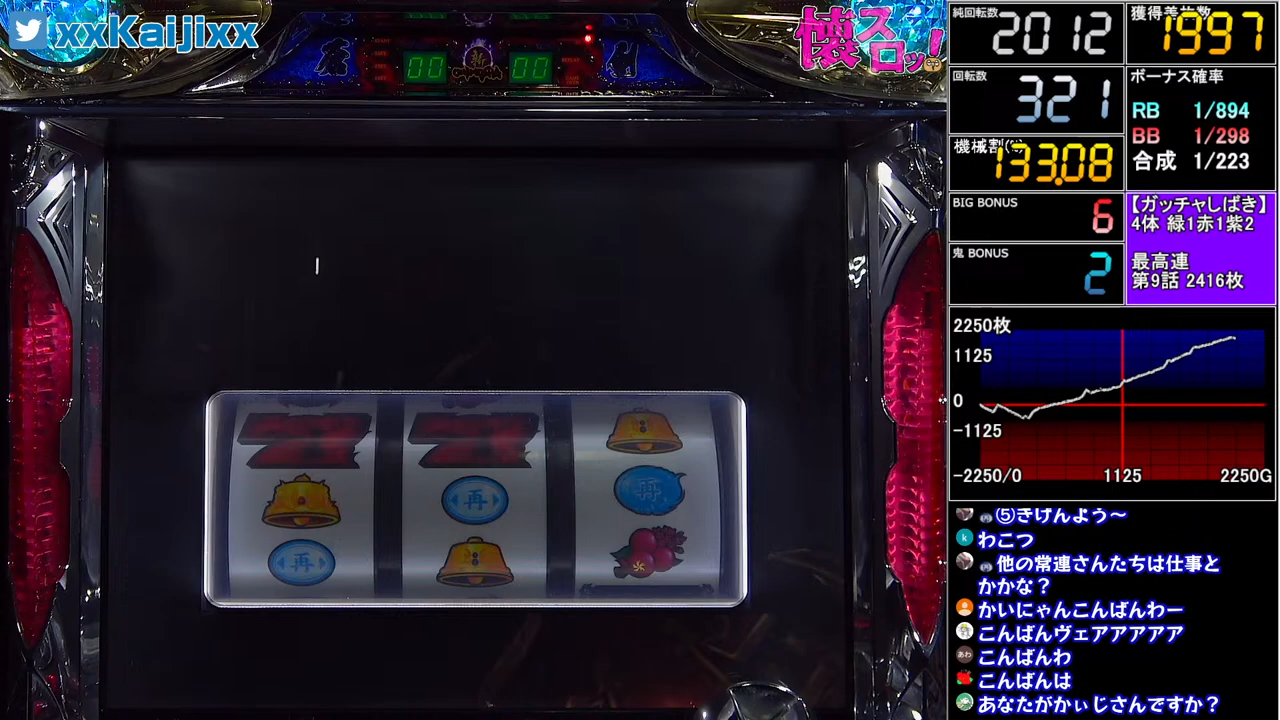 xxKaijixx
懐スロッ!
00
新
00
再
再
再
純回転数
2012
獲得差枚数
1997
回転数
321
ボーナス確率
RB 1/894
BB 1/298
合成 1/223
機械割(%)
133.08
BIG BONUS
6
鬼 BONUS
2
【ガッチャしばき】
4体 緑1赤1紫2
最高連
第9話 2416枚
2250枚
1125
0
-1125
-2250/0
1125
2250G
⑤きげんよう～
わこつ
他の常連さんたちは仕事と
かかな？
かいにゃんこんばんわー
こんばんヴェアアアアア
こんばんわ
こんばんは
あなたがかぃじさんですか？